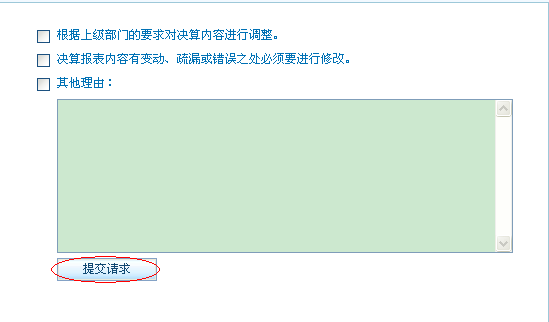 根据上级部门的要求对决算内容进行调整。
决算报表内容有变动、疏漏或错误之处必须要进行修改。
其他理由：
提交请求